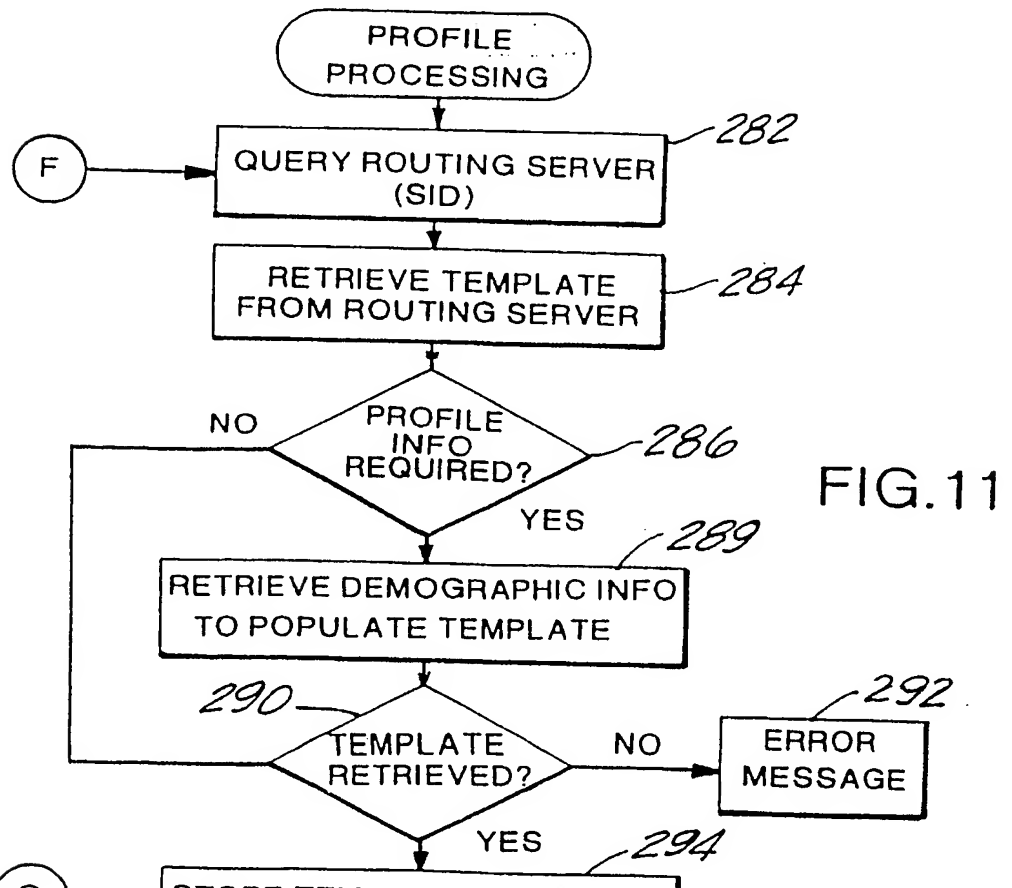 PROFILE
PROCESSING
282
F
QUERY ROUTING SERVER
(SID)
284
RETRIEVE TEMPLATE
FROM ROUTING SERVER
NO
PROFILE
INFO
REQUIRED?
286
FIG.11
YES
289
RETRIEVE DEMOGRAPHIC INFO
TO POPULATE TEMPLATE
290
292
TEMPLATE
RETRIEVED?
NO
ERROR
MESSAGE
YES
294